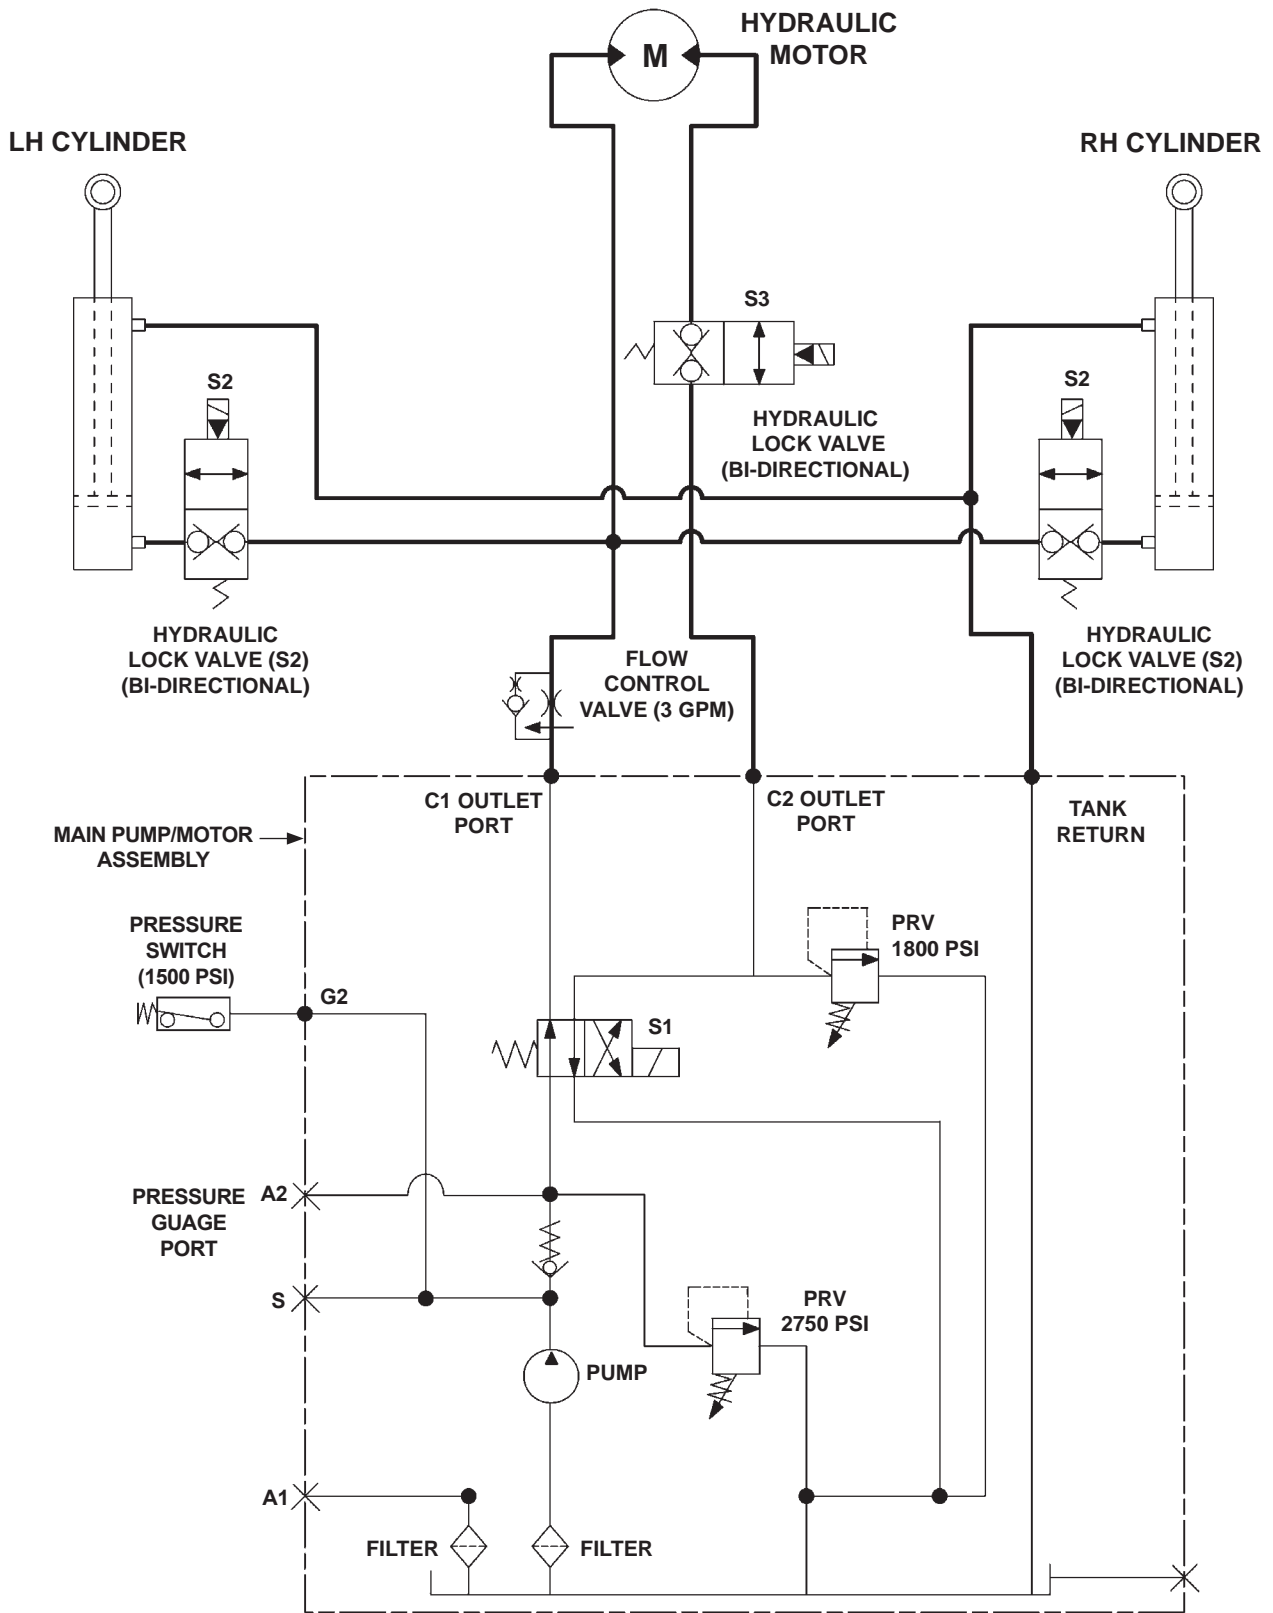 HYDRAULIC
MOTOR
M
LH CYLINDER
RH CYLINDER
S3
S2
S2
HYDRAULIC
LOCK VALVE
(BI-DIRECTIONAL)
HYDRAULIC
LOCK VALVE (S2)
(BI-DIRECTIONAL)
FLOW
CONTROL
VALVE (3 GPM)
HYDRAULIC
LOCK VALVE (S2)
(BI-DIRECTIONAL)
C1 OUTLET
PORT
C2 OUTLET
PORT
TANK
RETURN
MAIN PUMP/MOTOR
ASSEMBLY
PRESSURE
SWITCH
(1500 PSI)
G2
PRV
1800 PSI
S1
PRESSURE
GUAGE
PORT
A2
S
PRV
2750 PSI
PUMP
A1
FILTER
FILTER